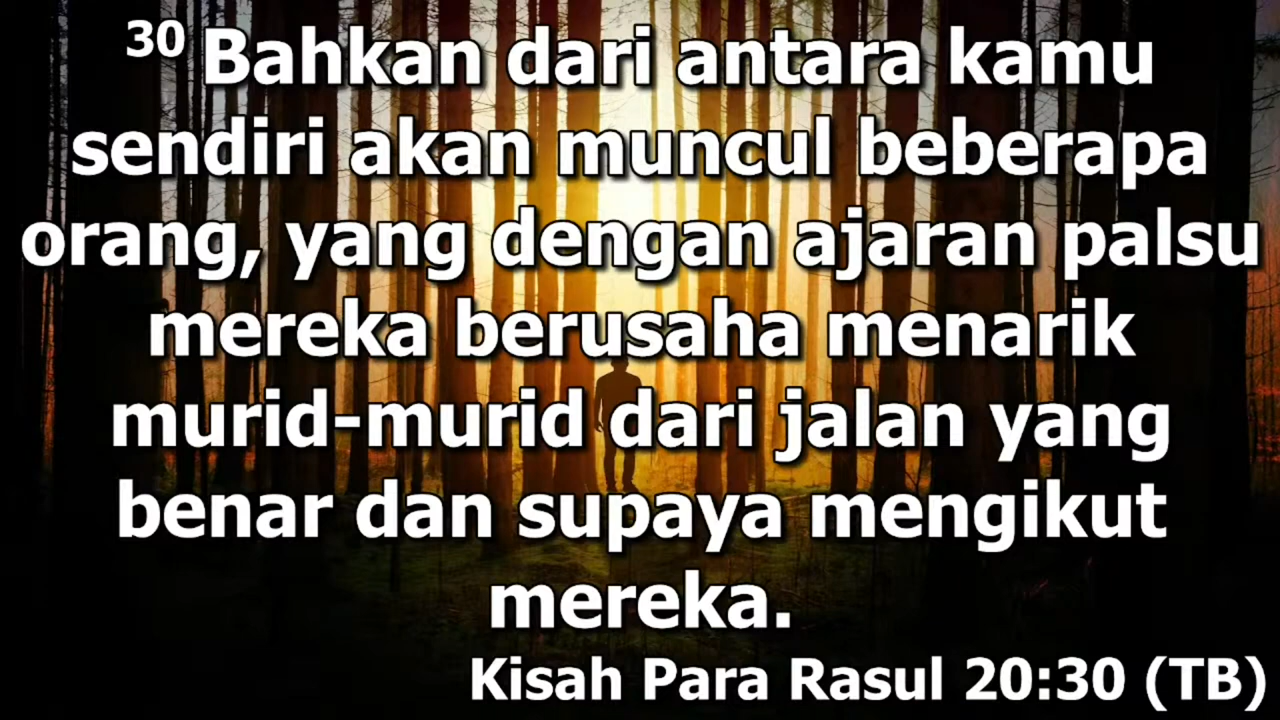 30 Bahkan dari antara kamu
sendiri akan muncul beberapa
orang, yang dengan ajaran palsu
mereka berusaha menarik
murid-murid dari jalan yang
benar dan supaya mengikut
mereka.
Kisah Para Rasul 20:30 (TB)